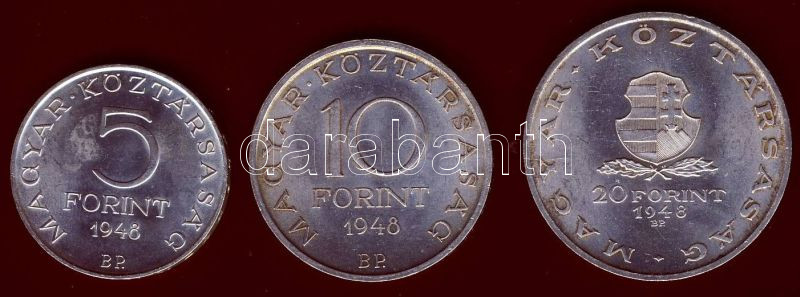 MAGYAR · KÖZTÁRSASÁG
5
FORINT
1948
BP.
MAGYAR · KÖZTÁRSASÁG
10
FORINT
1948
BP.
MAGYAR · KÖZTÁRSASÁG
20 FORINT
1948
BP.
darabanth